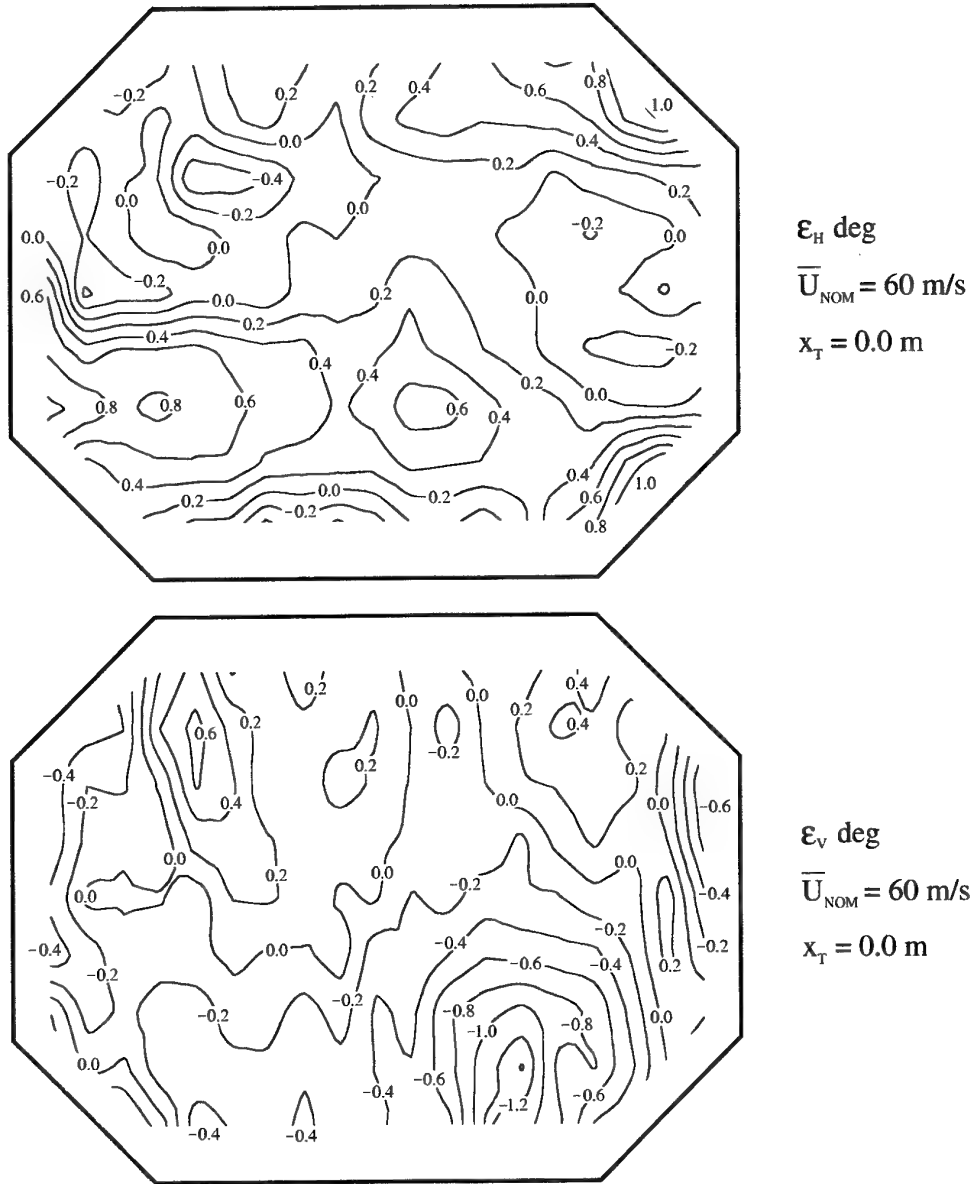 -0.2 0.2 0.2 0.4 0.6 0.8 1.0
0.0 0.4
-0.2 0.0 -0.4 0.2 0.2
-0.2 0.0 -0.2 0.0
0.0 0.0
-0.2 0.2 0.0
0.6 0.0
0.2
0.4 -0.2
0.4 0.4 0.2 0.0
0.8 0.8 0.6 0.6 0.4
0.4 0.4 1.0
0.2 0.0 0.2 0.6
-0.2 0.8
εH deg
U̅NOM = 60 m/s
xT = 0.0 m
0.2 0.0 0.0 0.4
0.6 0.2 0.2 0.4
-0.2
-0.4 0.2 0.2
-0.2 0.4 0.0 0.0 -0.6
0.0 0.2 0.0 0.0
0.0 -0.2 -0.4
-0.4 0.0 -0.4 -0.2 -0.2
-0.2 -0.6 -0.4 0.2
-0.2 -0.2 -0.8 -0.8 0.0
-1.0
0.0 -0.6
-0.4 -1.2 -0.6
-0.4 -0.4
εV deg
U̅NOM = 60 m/s
xT = 0.0 m